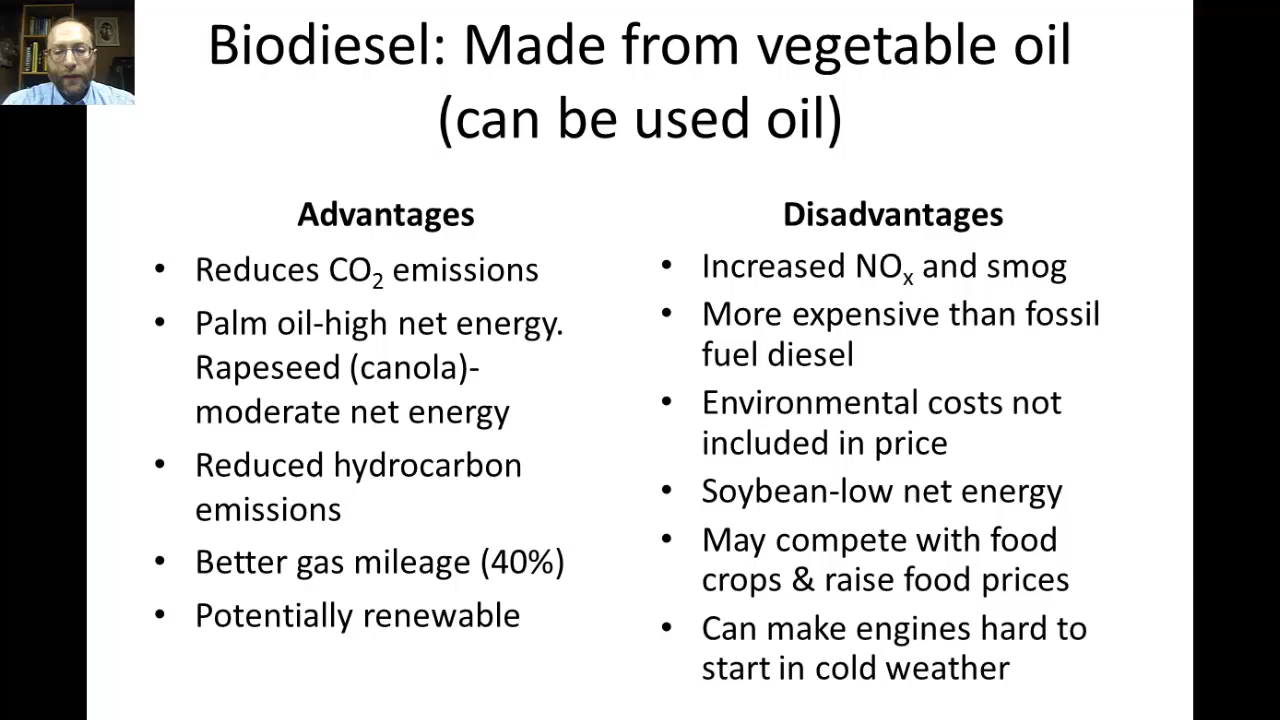 Biodiesel: Made from vegetable oil
(can be used oil)
Advantages
• Reduces CO₂ emissions
• Palm oil-high net energy.
Rapeseed (canola)-
moderate net energy
• Reduced hydrocarbon
emissions
• Better gas mileage (40%)
• Potentially renewable
Disadvantages
• Increased NOₓ and smog
• More expensive than fossil
fuel diesel
• Environmental costs not
included in price
• Soybean-low net energy
• May compete with food
crops & raise food prices
• Can make engines hard to
start in cold weather